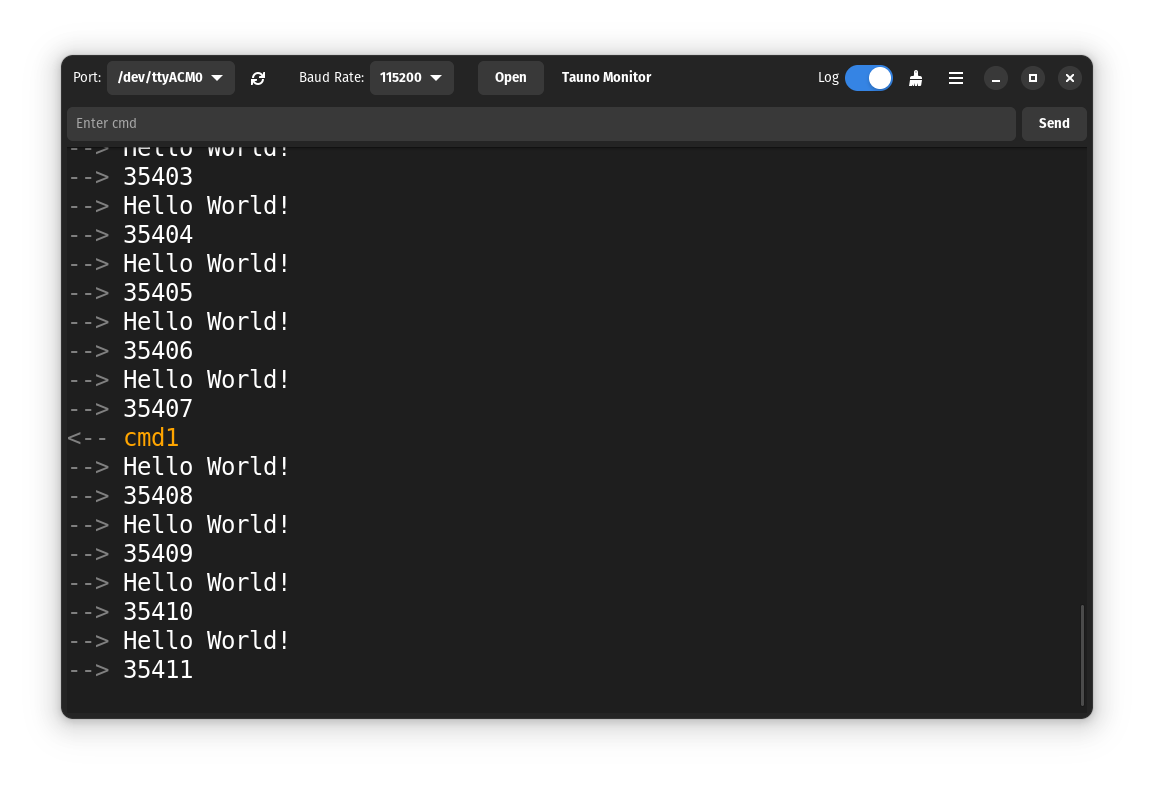 Port: /dev/ttyACM0 Baud Rate: 115200 Open Tauno Monitor Log
Enter cmd Send
--> Hello World!
--> 35403
--> Hello World!
--> 35404
--> Hello World!
--> 35405
--> Hello World!
--> 35406
--> Hello World!
--> 35407
<-- cmd1
--> Hello World!
--> 35408
--> Hello World!
--> 35409
--> Hello World!
--> 35410
--> Hello World!
--> 35411